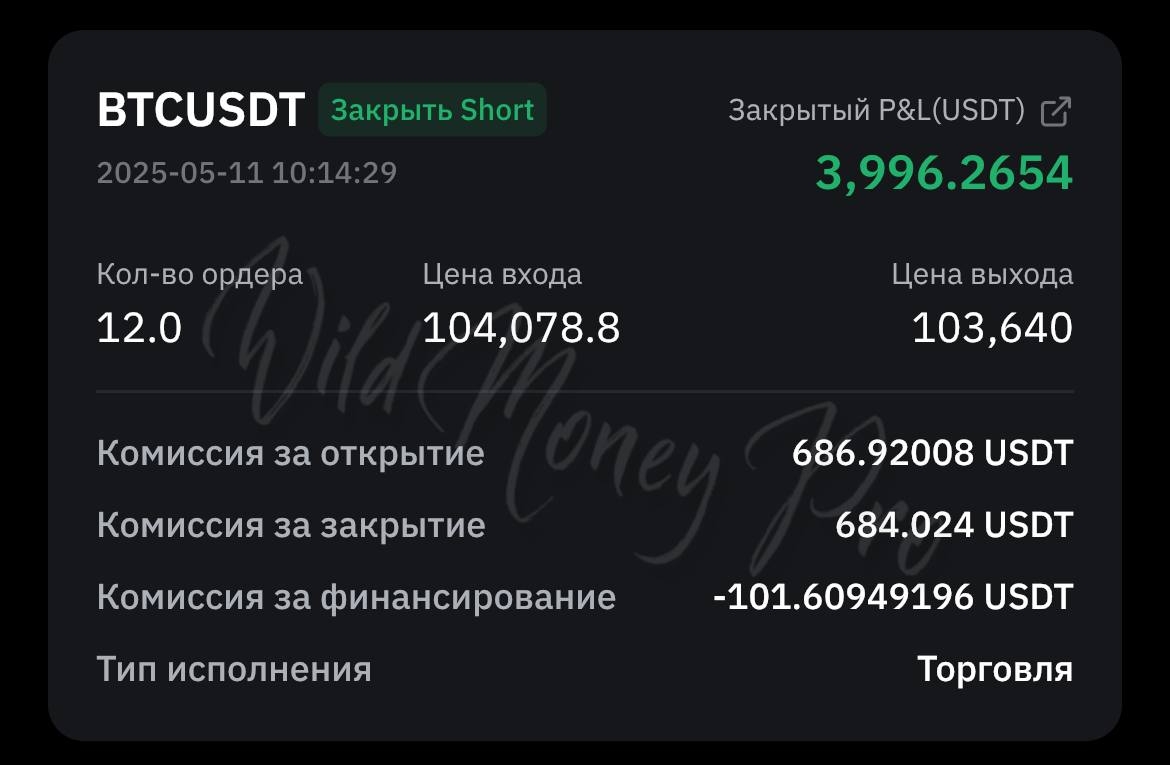 BTCUSDT Закрыть Short Закрытый P&L(USDT)
2025-05-11 10:14:29 3,996.2654
Кол-во ордера Цена входа Цена выхода
12.0 104,078.8 103,640
Комиссия за открытие 686.92008 USDT
Комиссия за закрытие 684.024 USDT
Комиссия за финансирование -101.60949196 USDT
Тип исполнения Торговля
Wild Money Pro